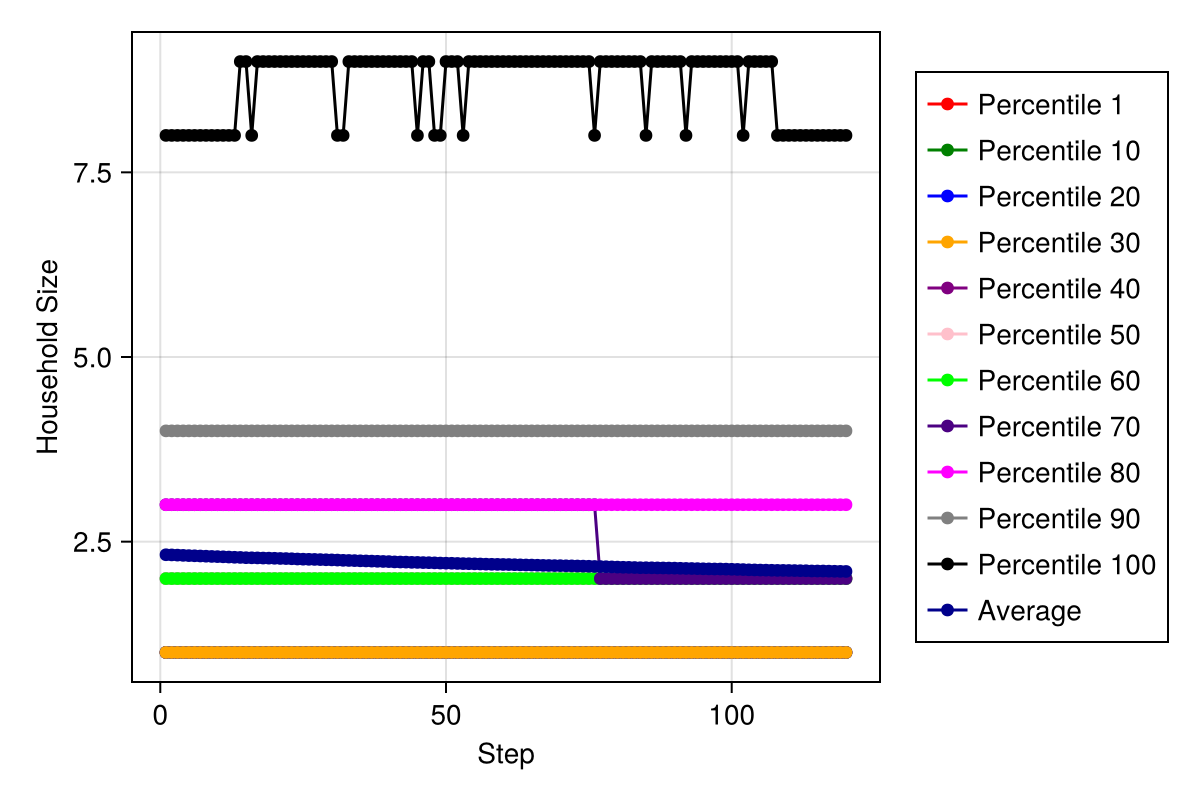 7.5
5.0
2.5
Household Size
0
50
100
Step
Percentile 1
Percentile 10
Percentile 20
Percentile 30
Percentile 40
Percentile 50
Percentile 60
Percentile 70
Percentile 80
Percentile 90
Percentile 100
Average